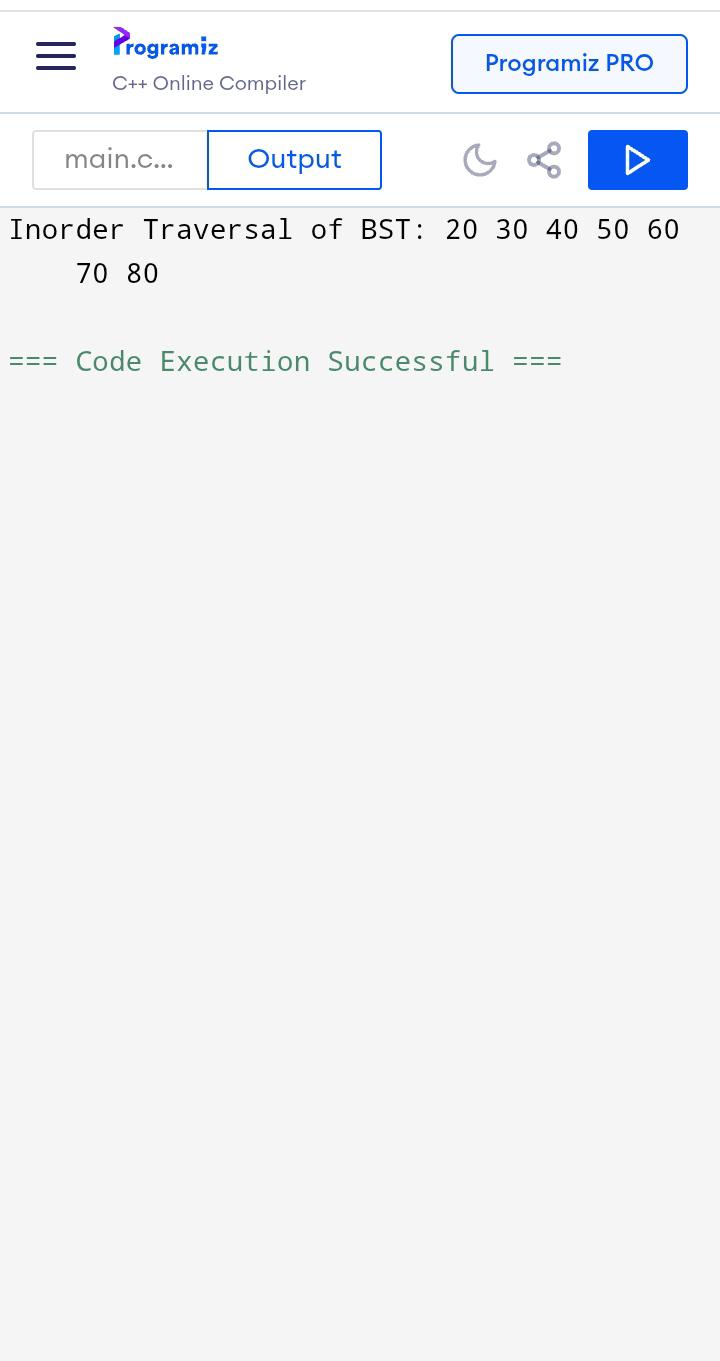 Programiz
C++ Online Compiler
Programiz PRO
main.c...
Output
Inorder Traversal of BST: 20 30 40 50 60
70 80
=== Code Execution Successful ===